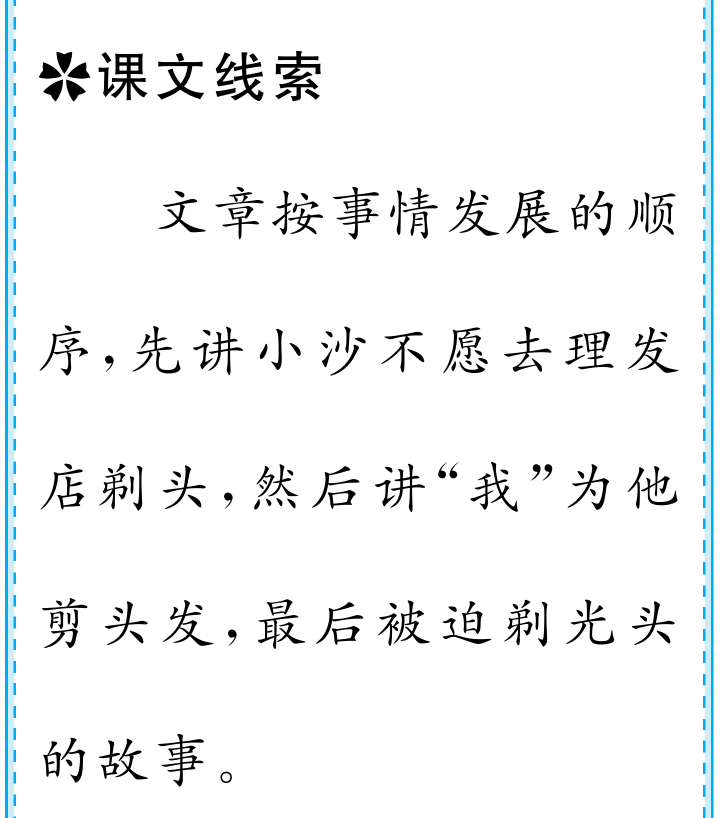 课文线索
文章按事情发展的顺
序,先讲小沙不愿去理发
店剃头,然后讲“我”为他
剪头发,最后被迫剃光头
的故事。